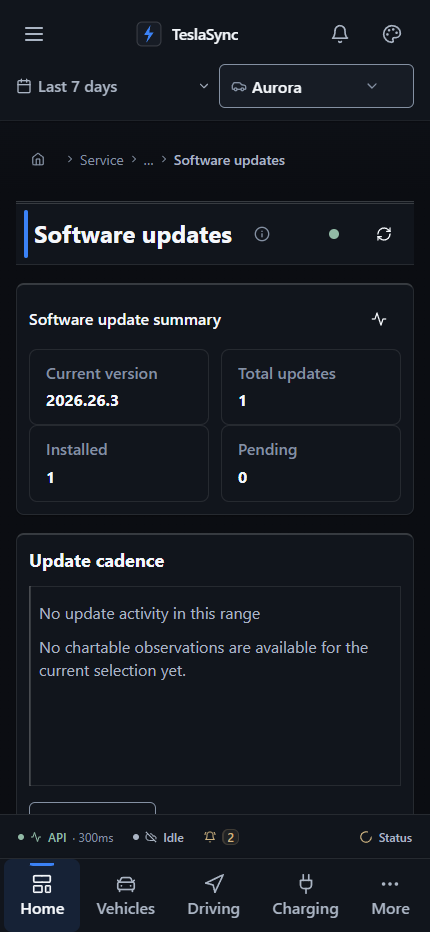 TeslaSync
Last 7 days
Aurora
Service
...
Software updates
Software updates
Software update summary
Current version
2026.26.3
Total updates
1
Installed
1
Pending
0
Update cadence
No update activity in this range
No chartable observations are available for the
current selection yet.
API · 300ms
Idle
2
Status
Home
Vehicles
Driving
Charging
More